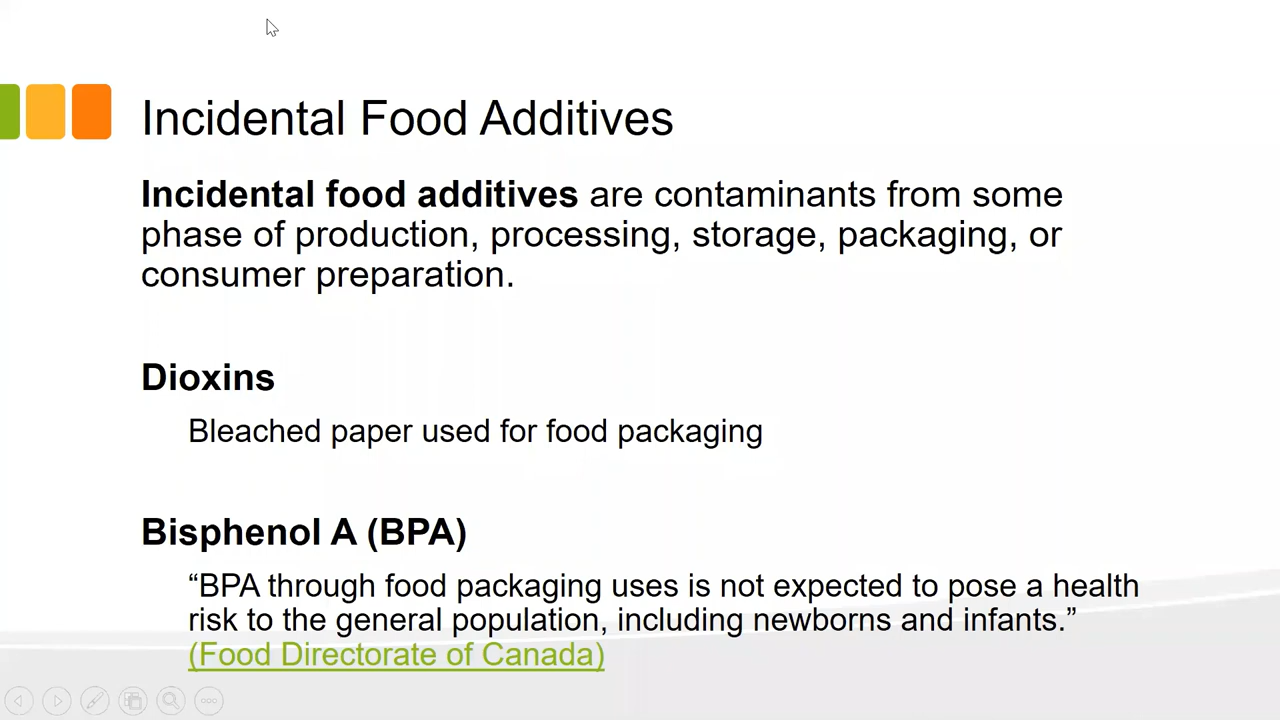 Incidental Food Additives
Incidental food additives are contaminants from some
phase of production, processing, storage, packaging, or
consumer preparation.
Dioxins
Bleached paper used for food packaging
Bisphenol A (BPA)
“BPA through food packaging uses is not expected to pose a health
risk to the general population, including newborns and infants.”
(Food Directorate of Canada)